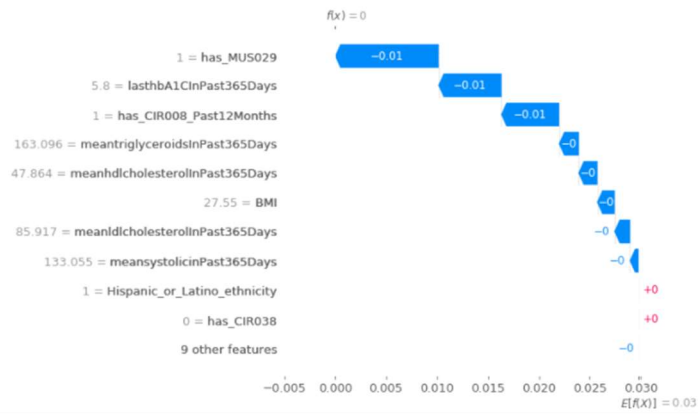 f(x) = 0
1 = has_MUS029
−0.01
5.8 = lasthbA1CInPast365Days
−0.01
1 = has_CIR008_Past12Months
−0.01
163.096 = meantriglyceroidsInPast365Days
−0
47.864 = meanhdlcholesterolInPast365Days
−0
27.55 = BMI
−0
85.917 = meanldlcholesterolInPast365Days
−0
133.055 = meansystolicinPast365Days
−0
1 = Hispanic_or_Latino_ethnicity
+0
0 = has_CIR038
+0
9 other features
−0
−0.005 0.000 0.005 0.010 0.015 0.020 0.025 0.030
E[f(X)] = 0.03